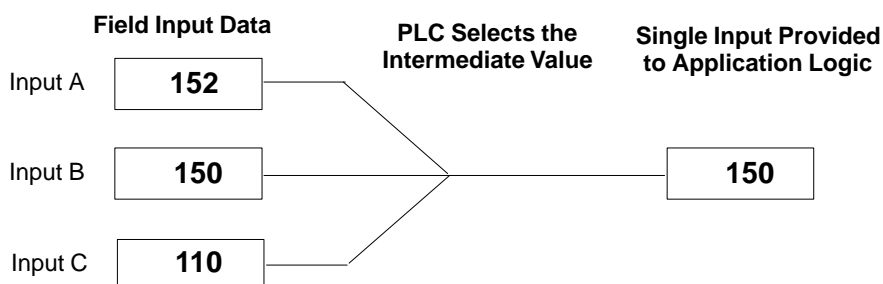 Field Input Data
PLC Selects the
Intermediate Value
Single Input Provided
to Application Logic
Input A
152
Input B
150
150
Input C
110